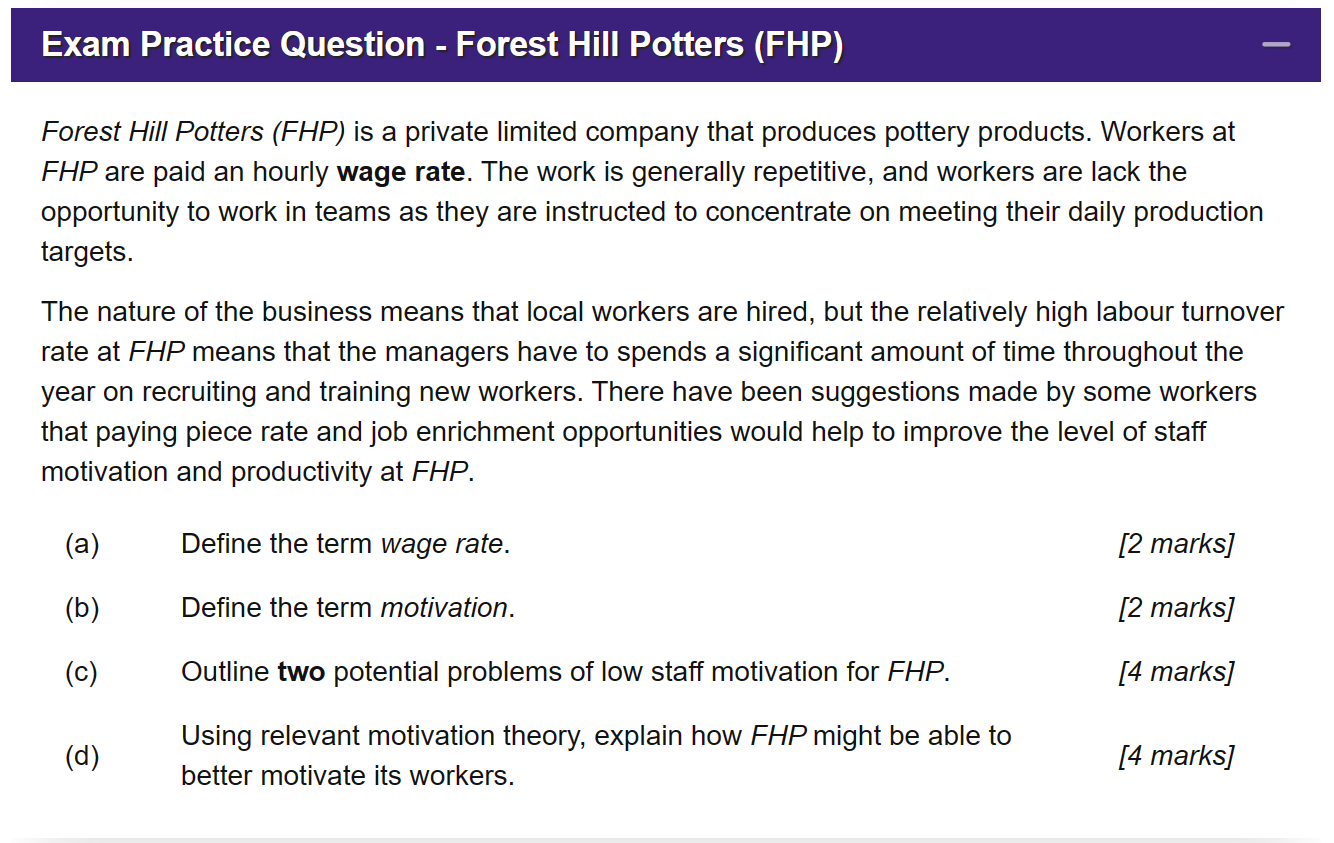 Exam Practice Question - Forest Hill Potters (FHP)
Forest Hill Potters (FHP) is a private limited company that produces pottery products. Workers at
FHP are paid an hourly wage rate. The work is generally repetitive, and workers are lack the
opportunity to work in teams as they are instructed to concentrate on meeting their daily production
targets.
The nature of the business means that local workers are hired, but the relatively high labour turnover
rate at FHP means that the managers have to spends a significant amount of time throughout the
year on recruiting and training new workers. There have been suggestions made by some workers
that paying piece rate and job enrichment opportunities would help to improve the level of staff
motivation and productivity at FHP.
(a) Define the term wage rate. [2 marks]
(b) Define the term motivation. [2 marks]
(c) Outline two potential problems of low staff motivation for FHP. [4 marks]
(d) Using relevant motivation theory, explain how FHP might be able to
better motivate its workers. [4 marks]